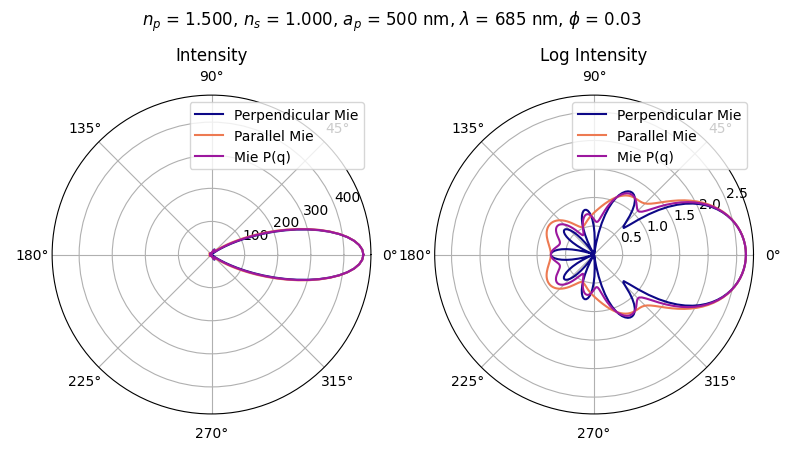 n_p = 1.500, n_s = 1.000, a_p = 500 nm, λ = 685 nm, ϕ = 0.03
Intensity
Log Intensity
90°
90°
Perpendicular Mie
Parallel Mie
Mie P(q)
Perpendicular Mie
Parallel Mie
Mie P(q)
135°
45°
135°
45°
100
200
300
400
0.5
1.0
1.5
2.0
2.5
180°
0°
180°
0°
225°
315°
225°
315°
270°
270°